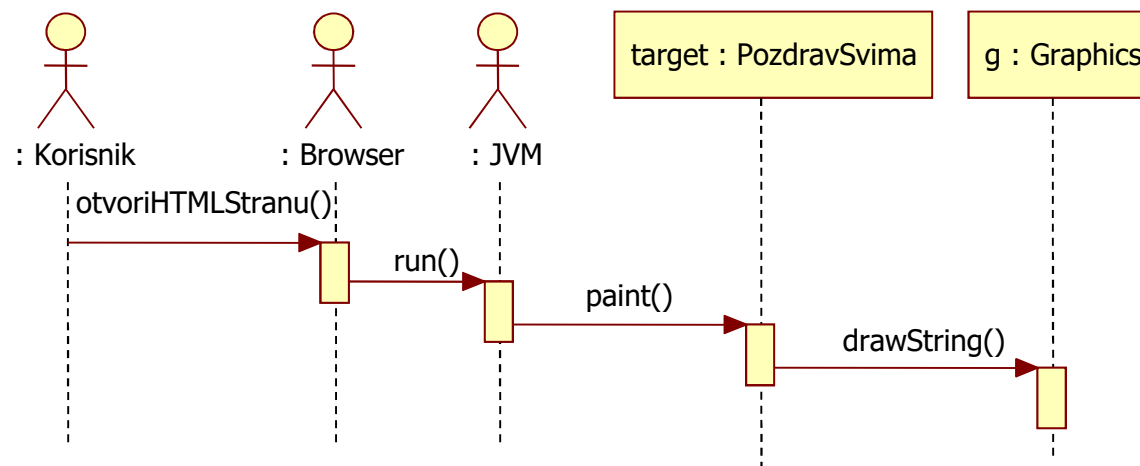 target : PozdravSvima
g : Graphics
: Korisnik
: Browser
: JVM
otvoriHTMLStranu()
run()
paint()
drawString()